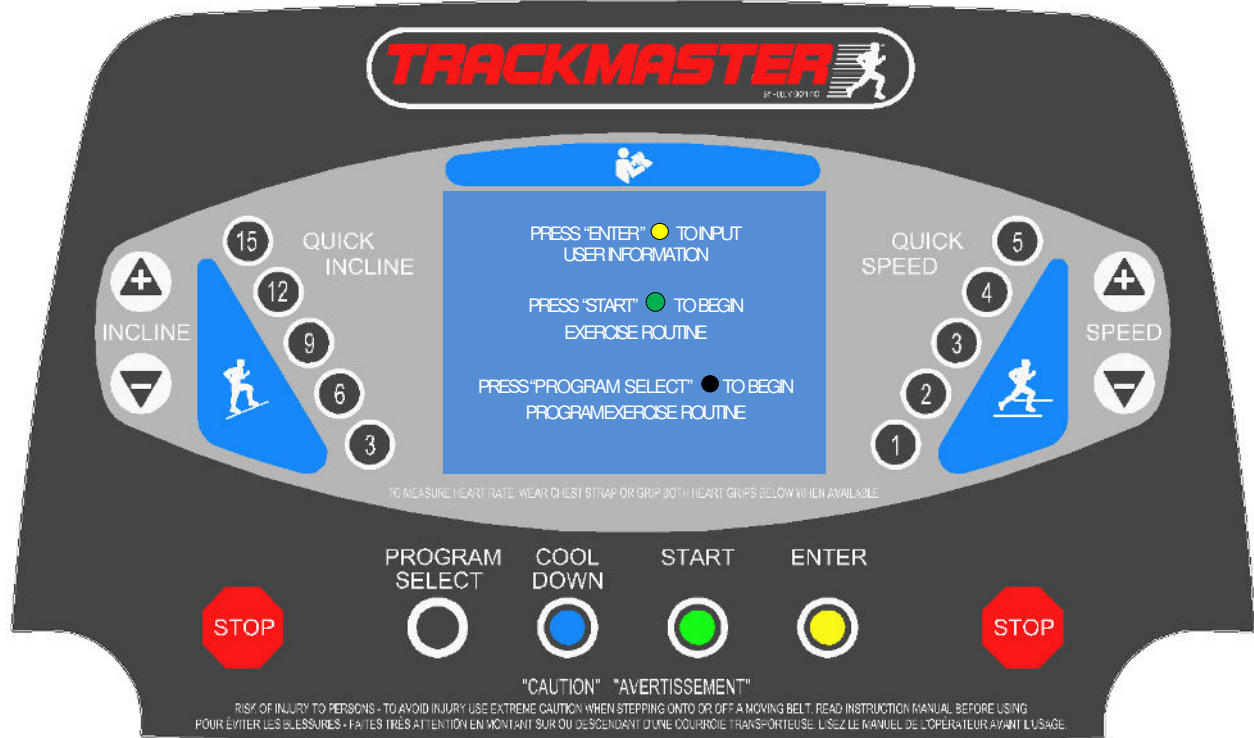 TRACKMASTER
PRESS "ENTER" TO INPUT
USER INFORMATION
PRESS "START" TO BEGIN
EXERCISE ROUTINE
PRESS "PROGRAM SELECT" TO BEGIN
PROGRAM EXERCISE ROUTINE
QUICK
INCLINE
15
12
9
6
3
+
INCLINE
-
QUICK
SPEED
5
4
3
2
1
+
SPEED
-
TO MEASURE HEART RATE: WEAR CHEST STRAP OR GRIP BOTH HEART GRIPS BELOW WHEN AVAILABLE
PROGRAM
SELECT
COOL
DOWN
START
ENTER
STOP
STOP
"CAUTION" "AVERTISSEMENT"
RISK OF INJURY TO PERSONS - TO AVOID INJURY USE EXTREME CAUTION WHEN STEPPING ONTO OR OFF A MOVING BELT. READ INSTRUCTION MANUAL BEFORE USING
POUR ÉVITER LES BLESSURES - FAITES TRÈS ATTENTION EN MONTANT SUR OU DESCENDANT D'UNE COURROIE TRANSPORTEUSE. LISEZ LE MANUEL DE L'OPÉRATEUR AVANT L'USAGE.